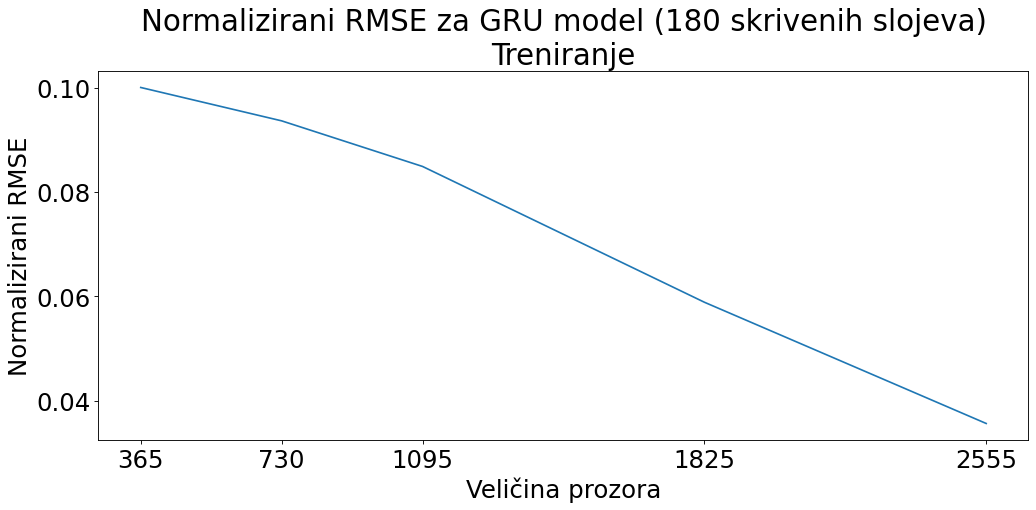 Normalizirani RMSE za GRU model (180 skrivenih slojeva)
Treniranje
Normalizirani RMSE
0.10
0.08
0.06
0.04
365 730 1095 1825 2555
Veličina prozora